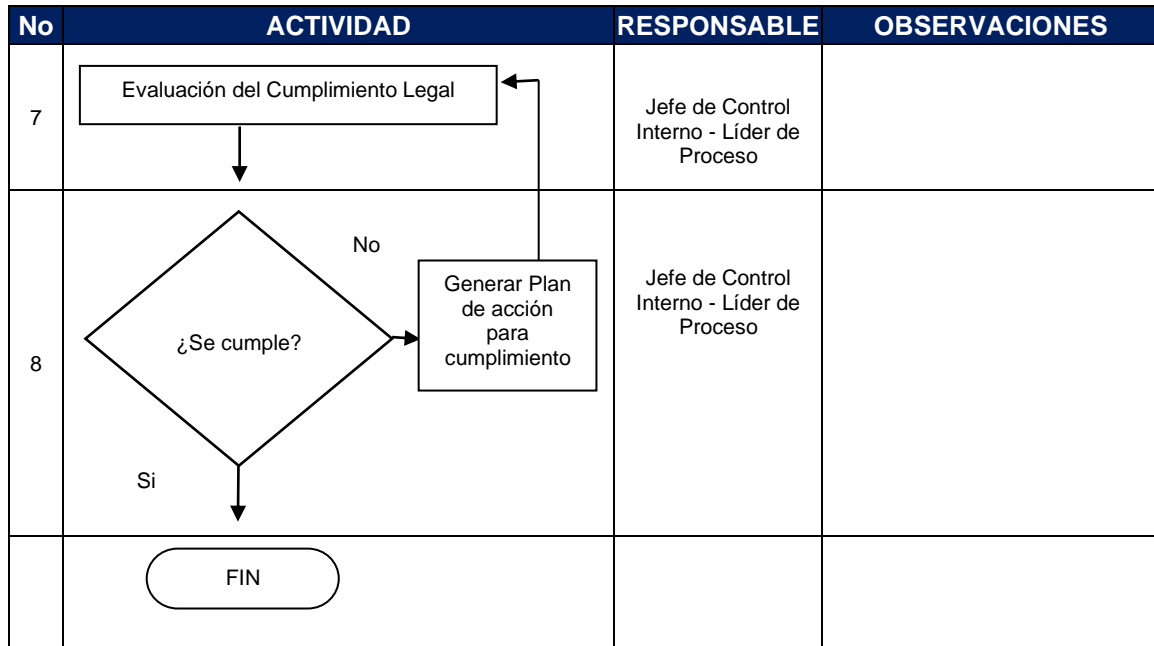 No ACTIVIDAD RESPONSABLE OBSERVACIONES
7
Evaluación del Cumplimiento Legal
Jefe de Control
Interno - Líder de
Proceso
8
¿Se cumple?
No
Generar Plan
de acción
para
cumplimiento
Si
Jefe de Control
Interno - Líder de
Proceso
FIN